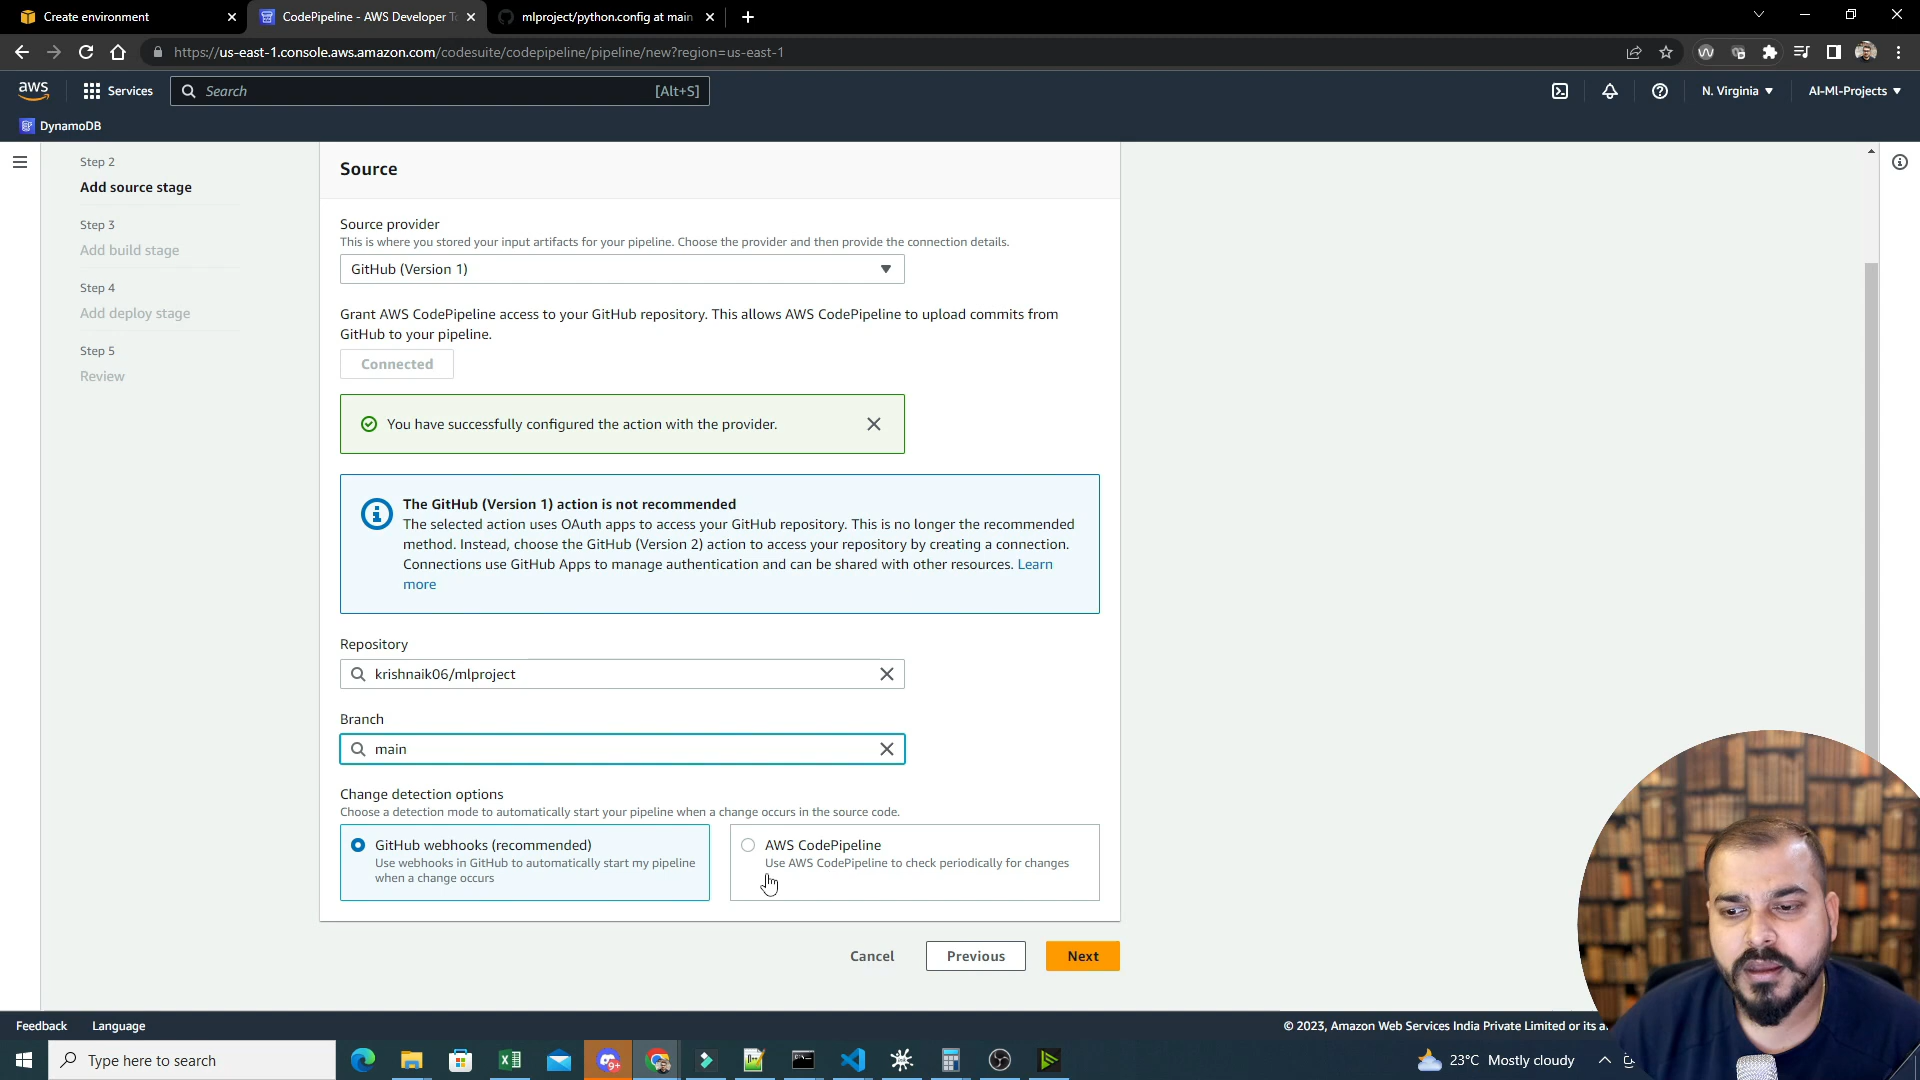 Create environment
CodePipeline - AWS Developer T
mlproject/python.config at main
https://us-east-1.console.aws.amazon.com/codesuite/codepipeline/pipeline/new?region=us-east-1
aws
Services
Search
[Alt+S]
N. Virginia
AI-MI-Projects
DynamoDB
Step 2
Add source stage
Step 3
Add build stage
Step 4
Add deploy stage
Step 5
Review
Source
Source provider
This is where you stored your input artifacts for your pipeline. Choose the provider and then provide the connection details.
GitHub (Version 1)
Grant AWS CodePipeline access to your GitHub repository. This allows AWS CodePipeline to upload commits from
GitHub to your pipeline.
Connected
You have successfully configured the action with the provider.
The GitHub (Version 1) action is not recommended
The selected action uses OAuth apps to access your GitHub repository. This is no longer the recommended
method. Instead, choose the GitHub (Version 2) action to access your repository by creating a connection.
Connections use GitHub Apps to manage authentication and can be shared with other resources. Learn
more
Repository
krishnaik06/mlproject
Branch
main
Change detection options
Choose a detection mode to automatically start your pipeline when a change occurs in the source code.
GitHub webhooks (recommended)
Use webhooks in GitHub to automatically start my pipeline
when a change occurs
AWS CodePipeline
Use AWS CodePipeline to check periodically for changes
Cancel
Previous
Next
Feedback
Language
© 2023, Amazon Web Services India Private Limited or its
Type here to search
9+
23°C Mostly cloudy